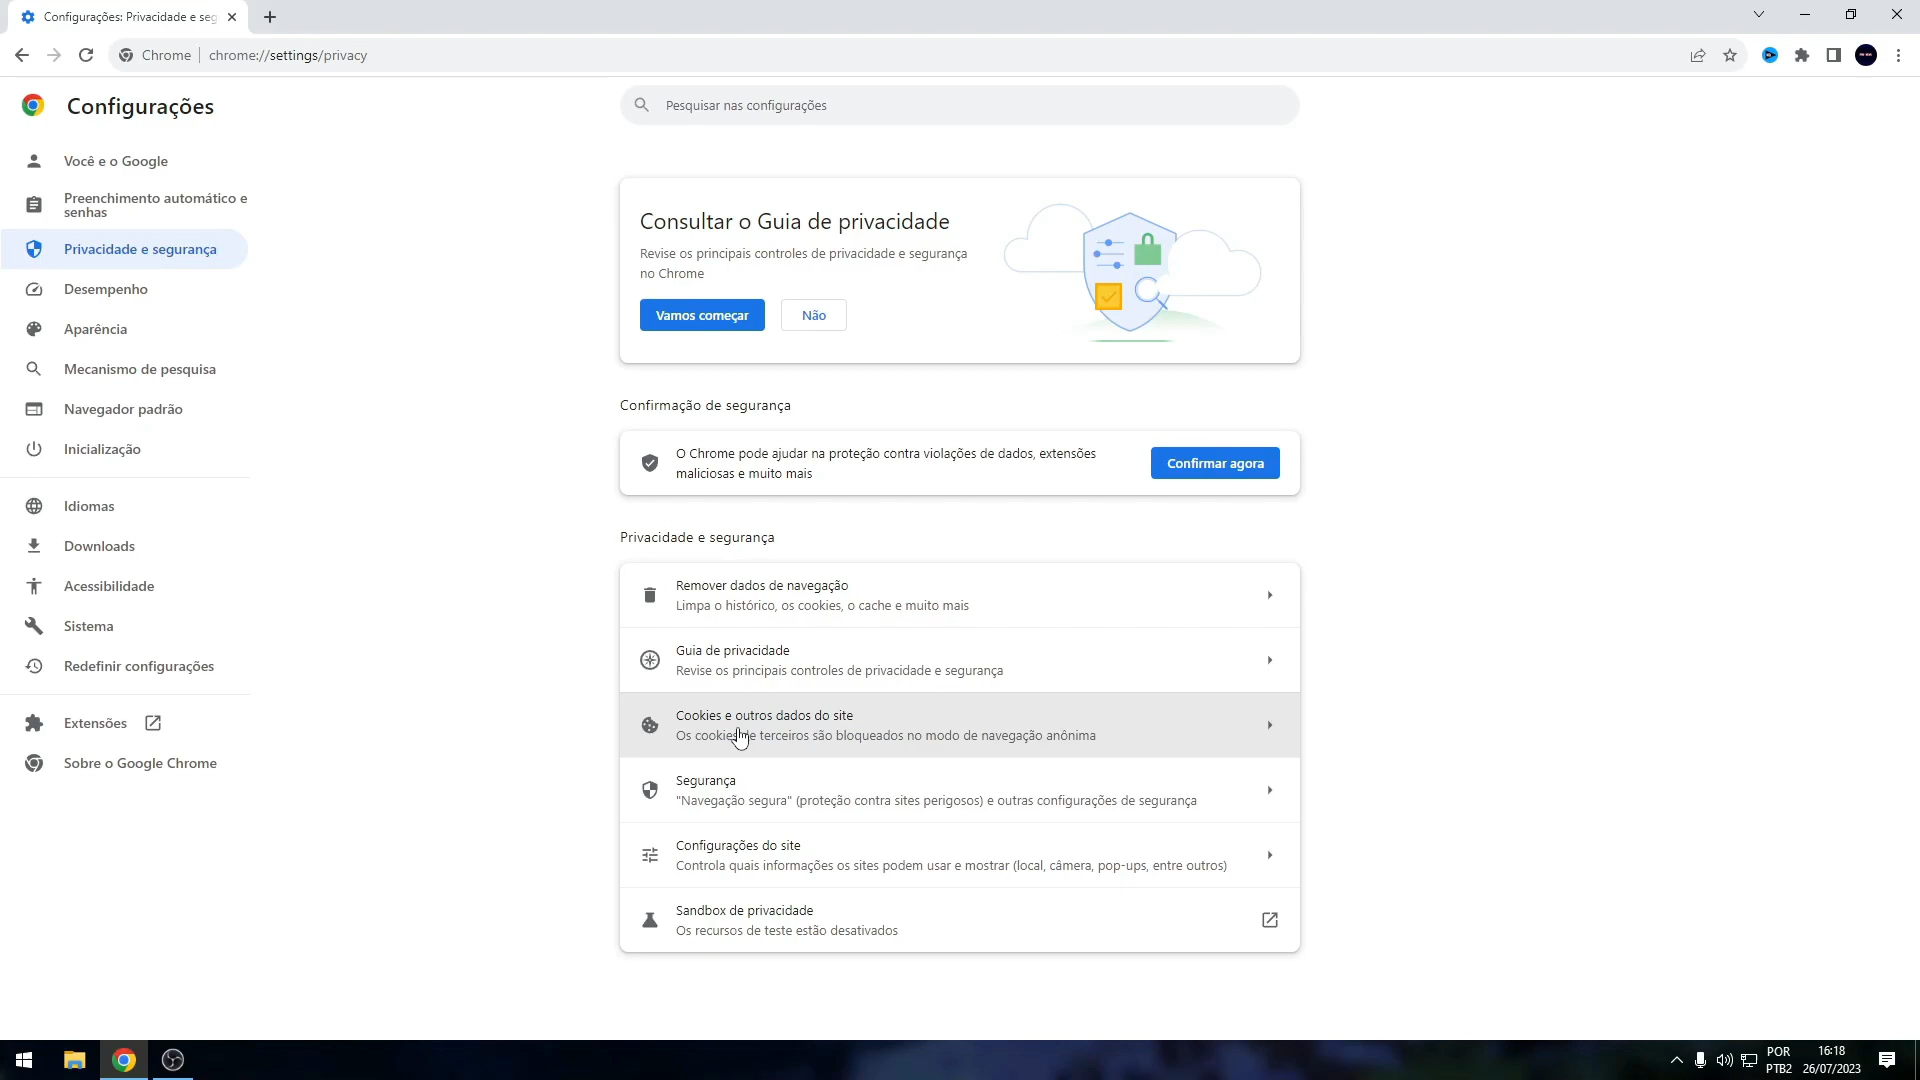 Configurações: Privacidade e seg
Chrome
chrome://settings/privacy
Configurações
Pesquisar nas configurações
Você e o Google
Preenchimento automático e
senhas
Privacidade e segurança
Desempenho
Aparência
Mecanismo de pesquisa
Navegador padrão
Inicialização
Idiomas
Downloads
Acessibilidade
Sistema
Redefinir configurações
Extensões
Sobre o Google Chrome
Consultar o Guia de privacidade
Revise os principais controles de privacidade e segurança
no Chrome
Vamos começar
Não
Confirmação de segurança
O Chrome pode ajudar na proteção contra violações de dados, extensões
maliciosas e muito mais
Confirmar agora
Privacidade e segurança
Remover dados de navegação
Limpa o histórico, os cookies, o cache e muito mais
Guia de privacidade
Revise os principais controles de privacidade e segurança
Cookies e outros dados do site
Os cookies de terceiros são bloqueados no modo de navegação anônima
Segurança
"Navegação segura" (proteção contra sites perigosos) e outras configurações de segurança
Configurações do site
Controla quais informações os sites podem usar e mostrar (local, câmera, pop-ups, entre outros)
Sandbox de privacidade
Os recursos de teste estão desativados
POR
PTB2
16:18
26/07/2023